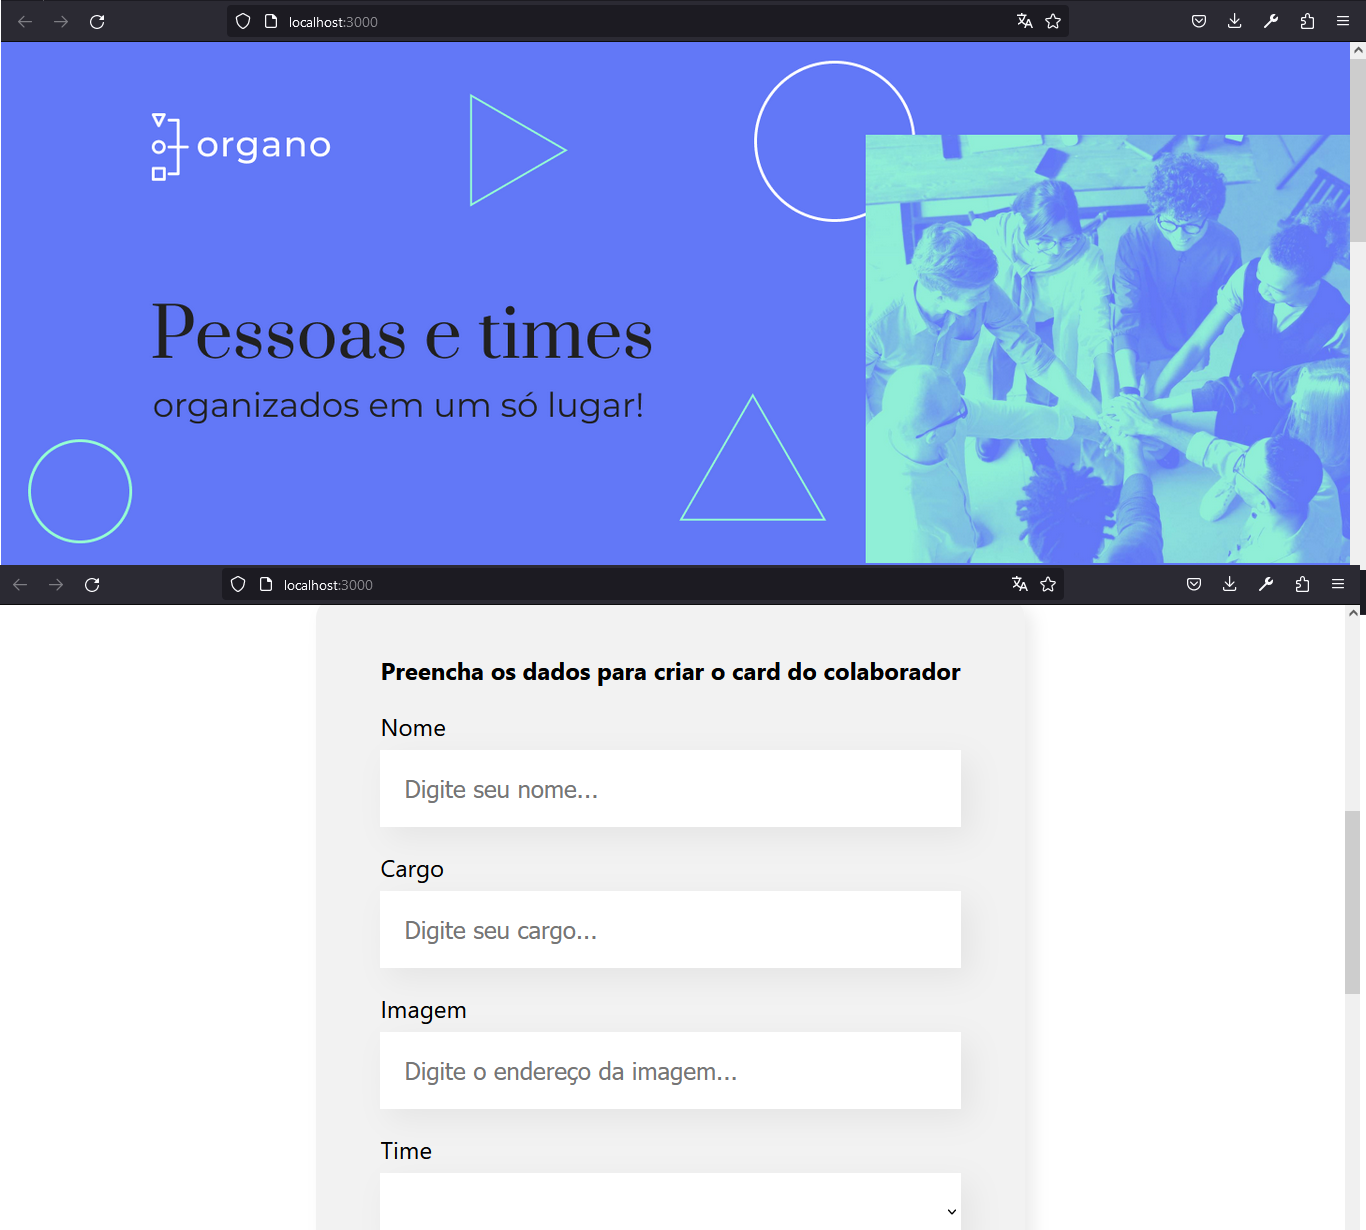 localhost:3000
organo
Pessoas e times
organizados em um só lugar!
localhost:3000
Preencha os dados para criar o card do colaborador
Nome
Digite seu nome...
Cargo
Digite seu cargo...
Imagem
Digite o endereço da imagem...
Time